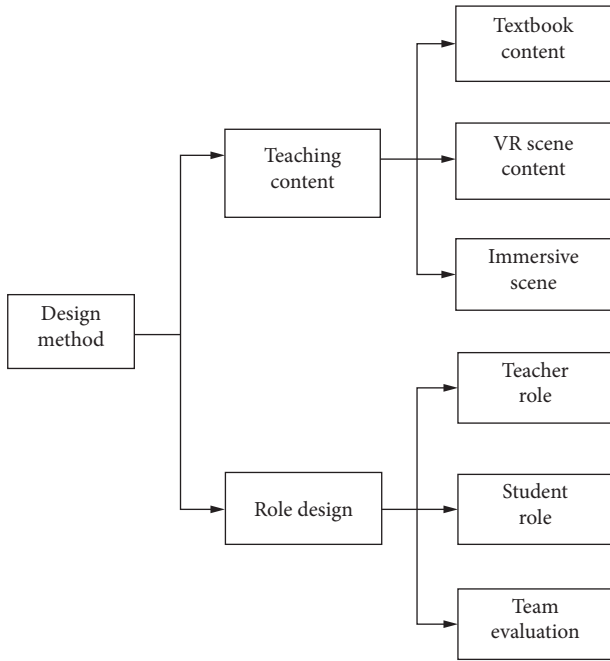 Textbook
content
Teaching
content
VR scene
content
Immersive
scene
Design
method
Teacher
role
Role design
Student
role
Team
evaluation